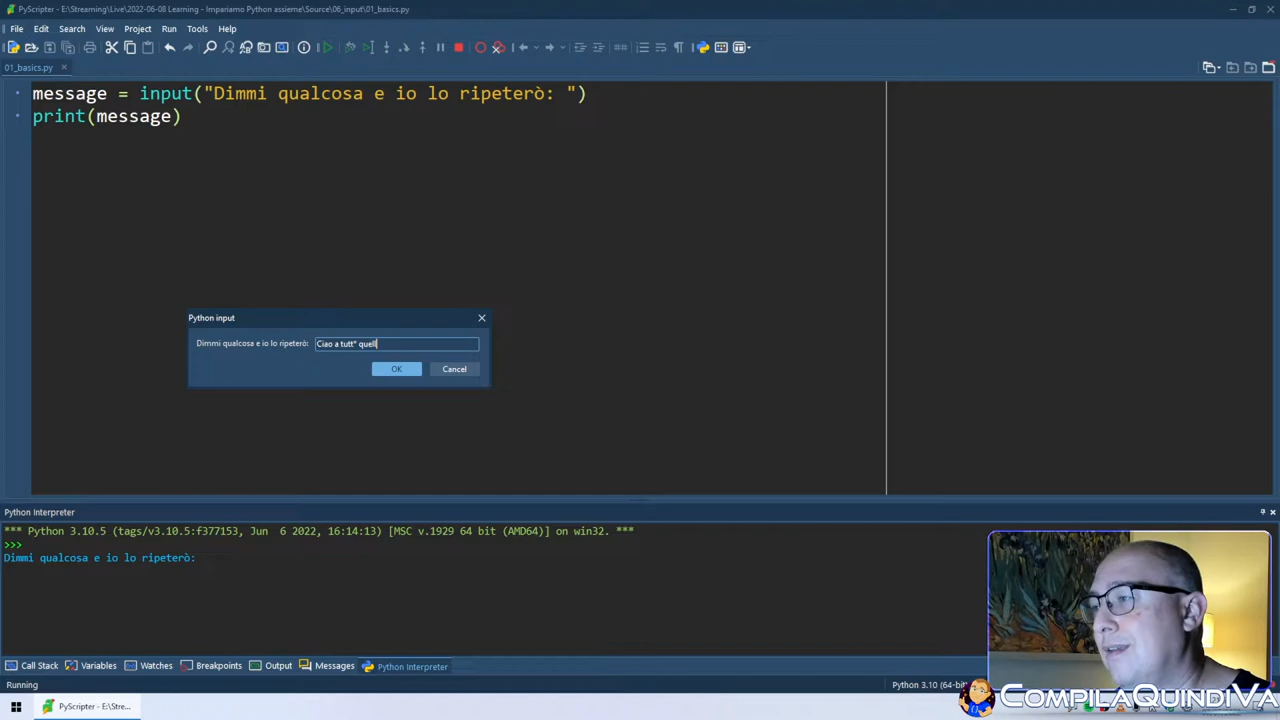 PyScripter - E:\Streaming\Live\2022-06-08 Learning - Impariamo Python assieme\Source\06_input\01_basics.py
File Edit Search View Project Run Tools Help
01_basics.py
message = input("Dimmi qualcosa e io lo ripeterò: ")
print(message)
Python input
Dimmi qualcosa e io lo ripeterò: Ciao a tutt* quell
OK Cancel
Python Interpreter
*** Python 3.10.5 (tags/v3.10.5:f377153, Jun 6 2022, 16:14:13) [MSC v.1929 64 bit (AMD64)] on win32. ***
>>>
Dimmi qualcosa e io lo ripeterò:
Call Stack Variables Watches Breakpoints Output Messages Python Interpreter
Running Python 3.10 (64-bit)
PyScripter - E:\Stre...
CompilaQuindiVa